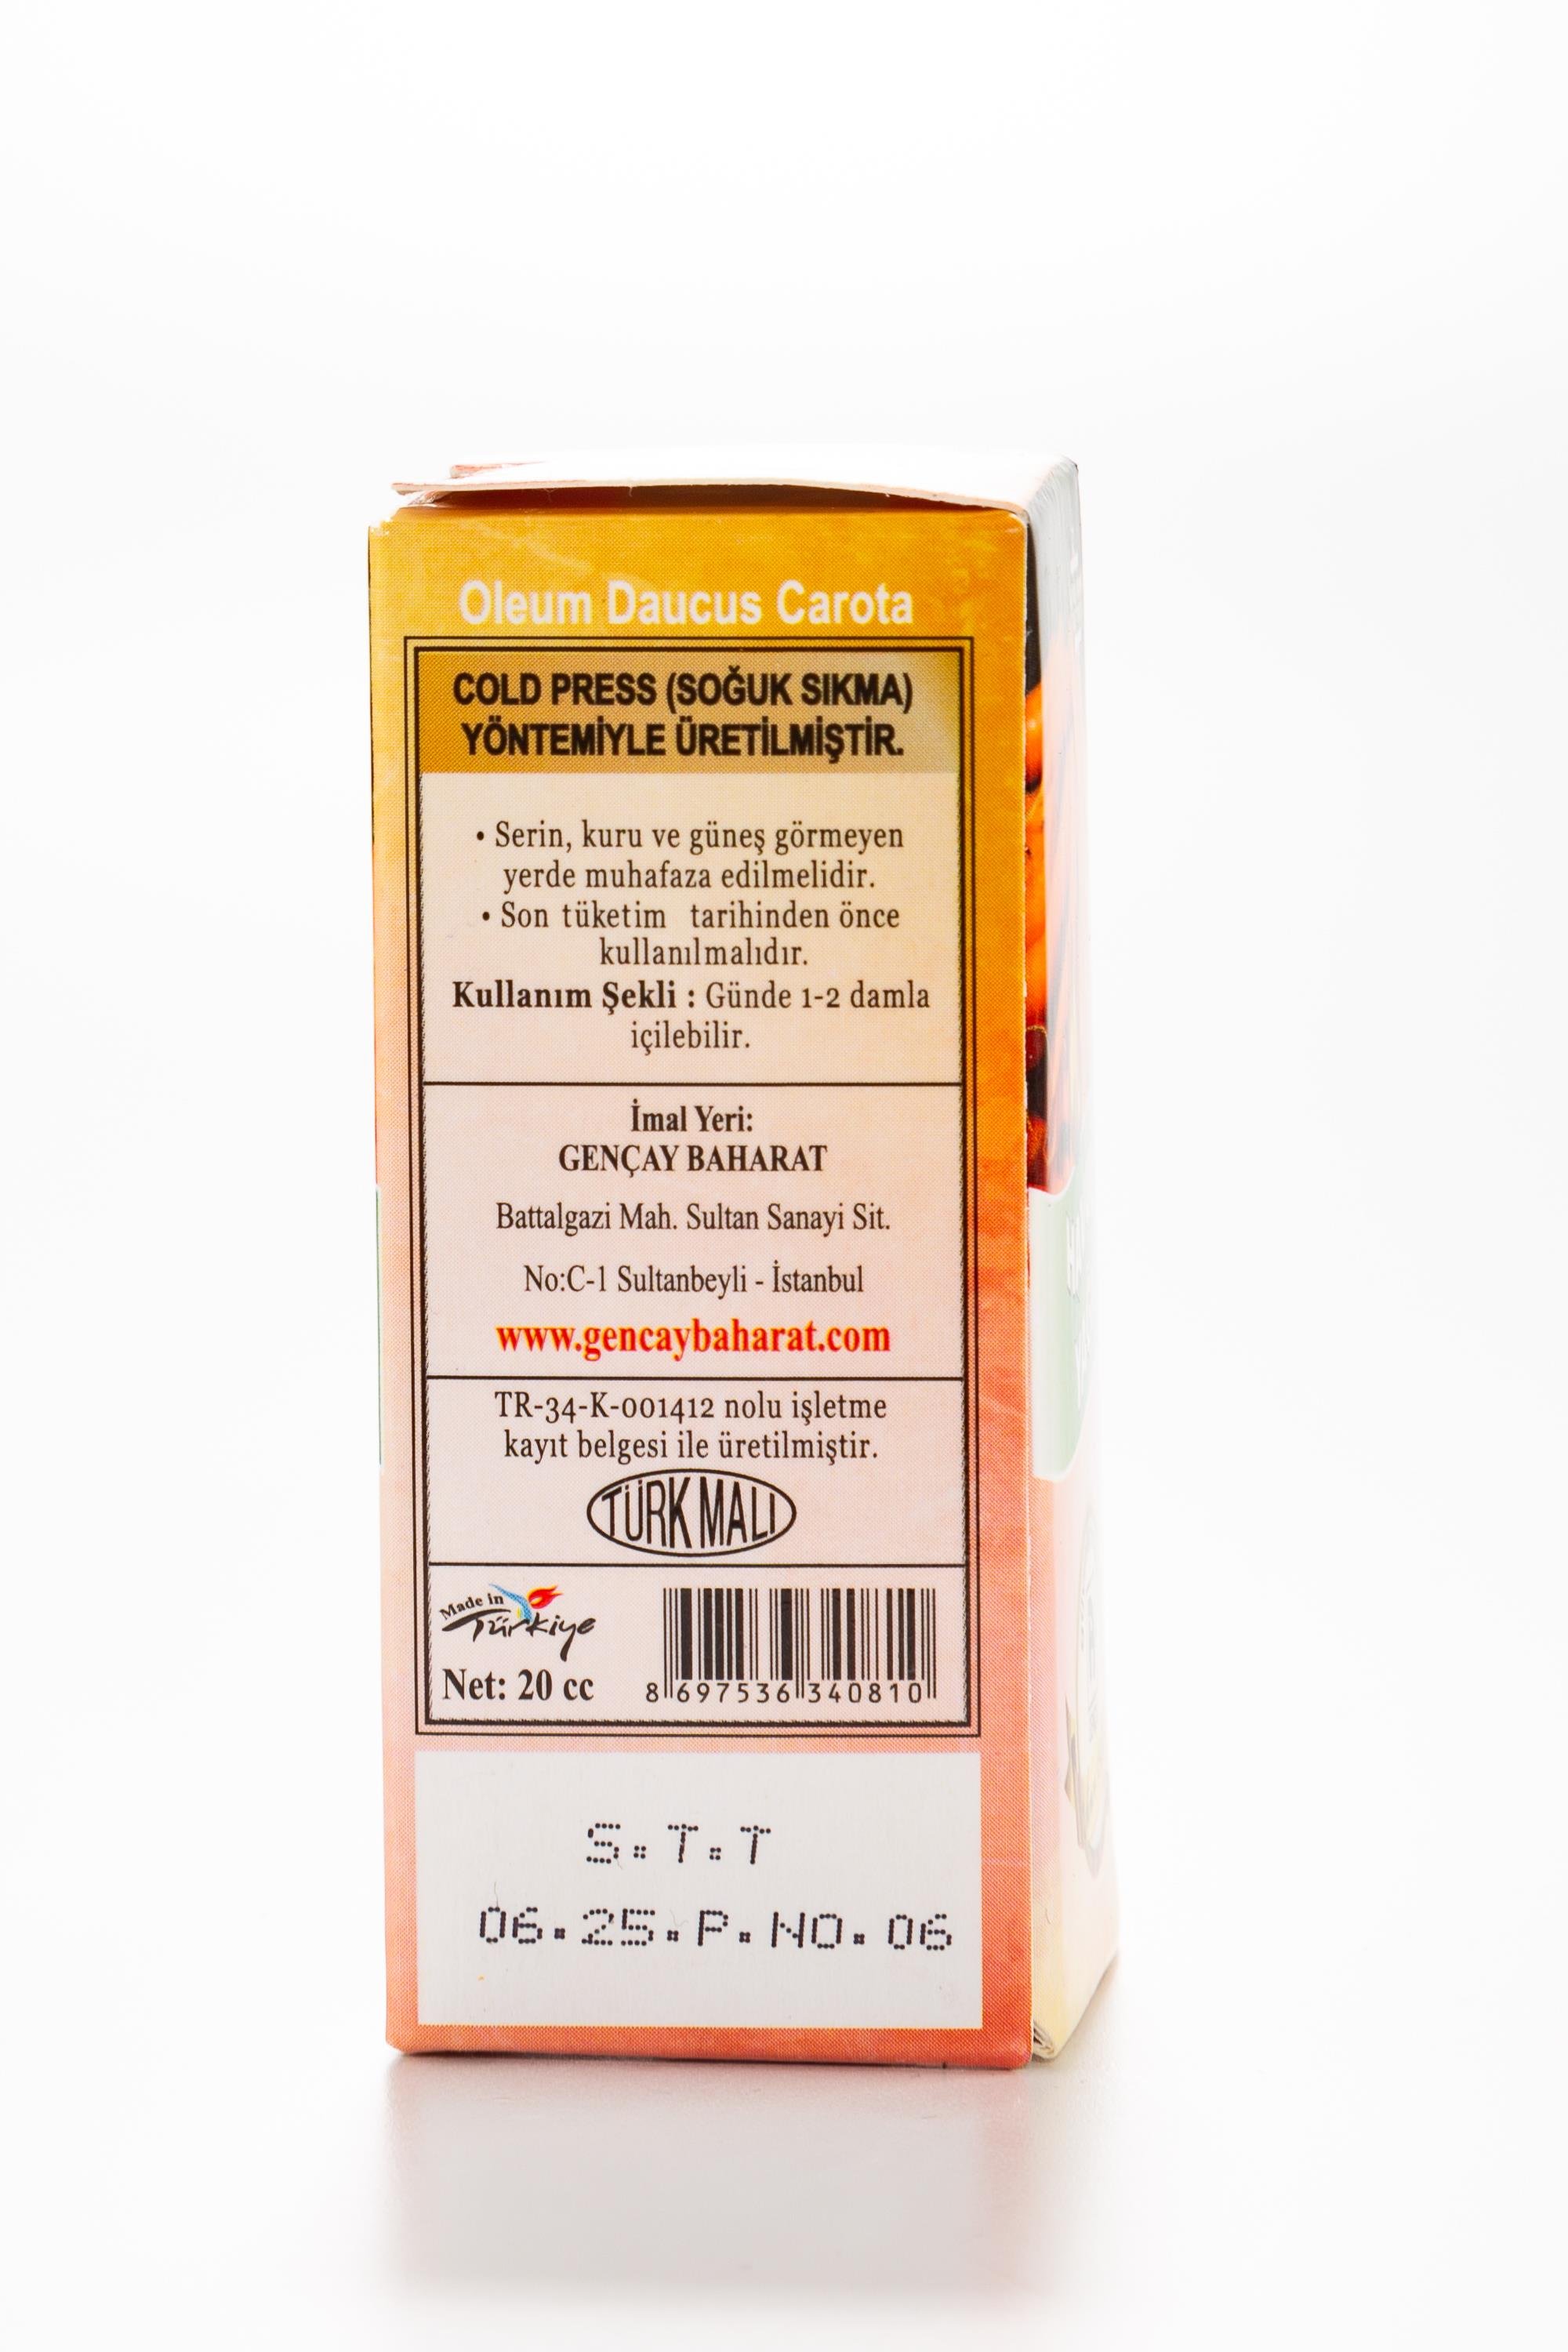 Oleum Daucus Carota
COLD PRESS (SOĞUK SIKMA)
YÖNTEMİYLE ÜRETİLMİŞTİR.
• Serin, kuru ve güneş görmeyen
yerde muhafaza edilmelidir.
• Son tüketim tarihinden önce
kullanılmalıdır.
Kullanım Şekli : Günde 1-2 damla
içilebilir.
İmal Yeri:
GENÇAY BAHARAT
Battalgazi Mah. Sultan Sanayi Sit.
No:C-1 Sultanbeyli - İstanbul
www.gencaybaharat.com
TR-34-K-001412 nolu işletme
kayıt belgesi ile üretilmiştir.
TÜRK MALI
Made in
Türkiye
Net: 20 cc
8 697536 340810
S.T.T
06.25.P.NO.06